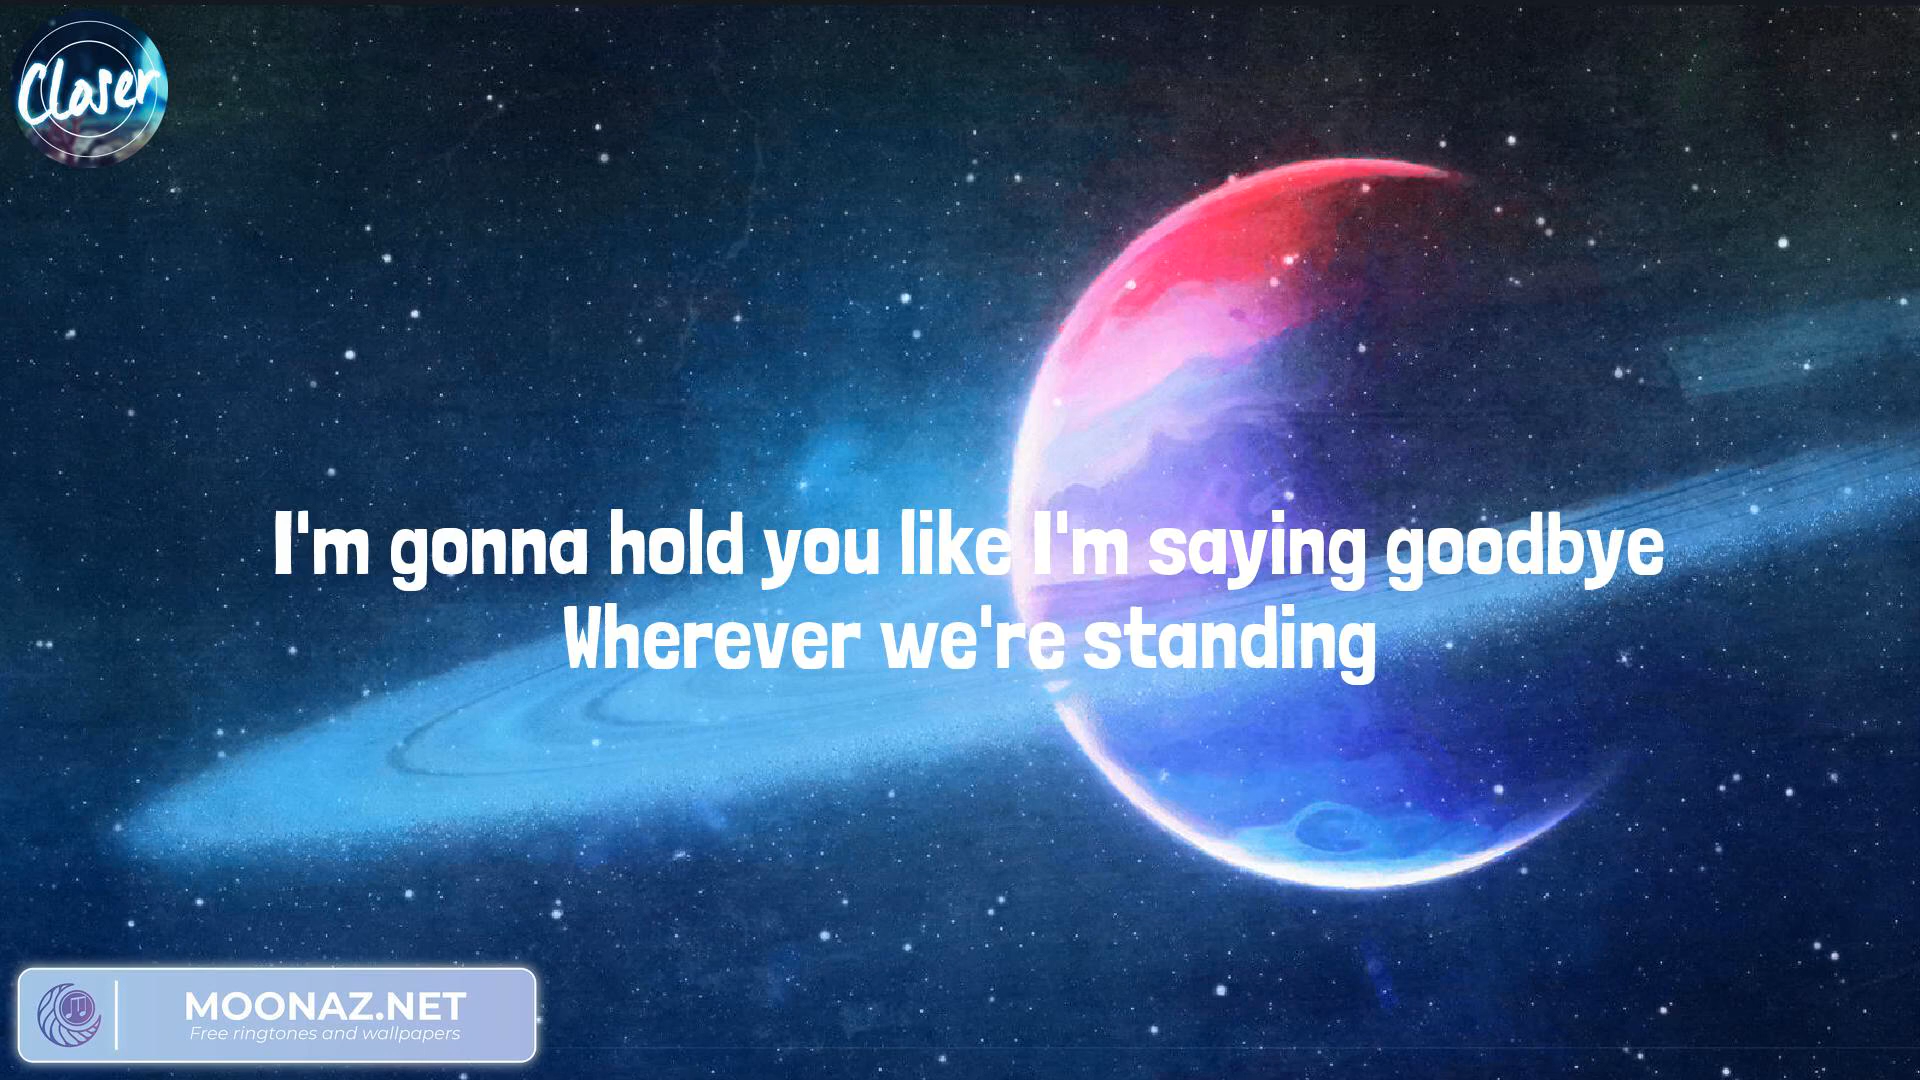 Closer
I'm gonna hold you like I'm saying goodbye
Wherever we're standing
MOONAZ.NET
Free ringtones and wallpapers